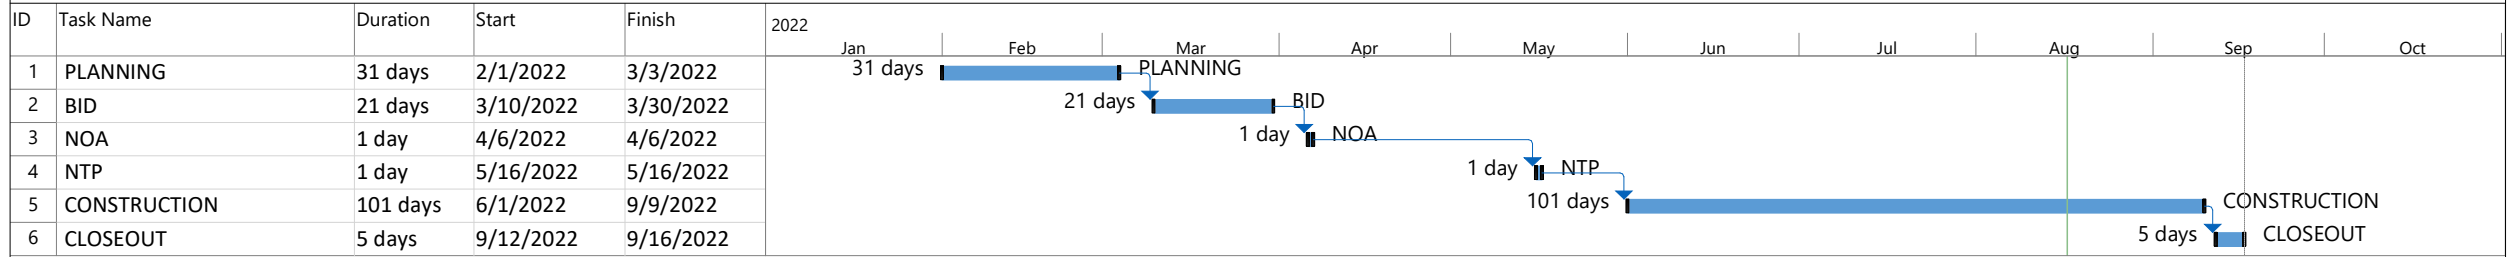 ID Task Name Duration Start Finish 2022
Jan Feb Mar Apr May Jun Jul Aug Sep Oct
1 PLANNING 31 days 2/1/2022 3/3/2022 31 days PLANNING
2 BID 21 days 3/10/2022 3/30/2022 21 days BID
3 NOA 1 day 4/6/2022 4/6/2022 1 day NOA
4 NTP 1 day 5/16/2022 5/16/2022 1 day NTP
5 CONSTRUCTION 101 days 6/1/2022 9/9/2022 101 days CONSTRUCTION
6 CLOSEOUT 5 days 9/12/2022 9/16/2022 5 days CLOSEOUT